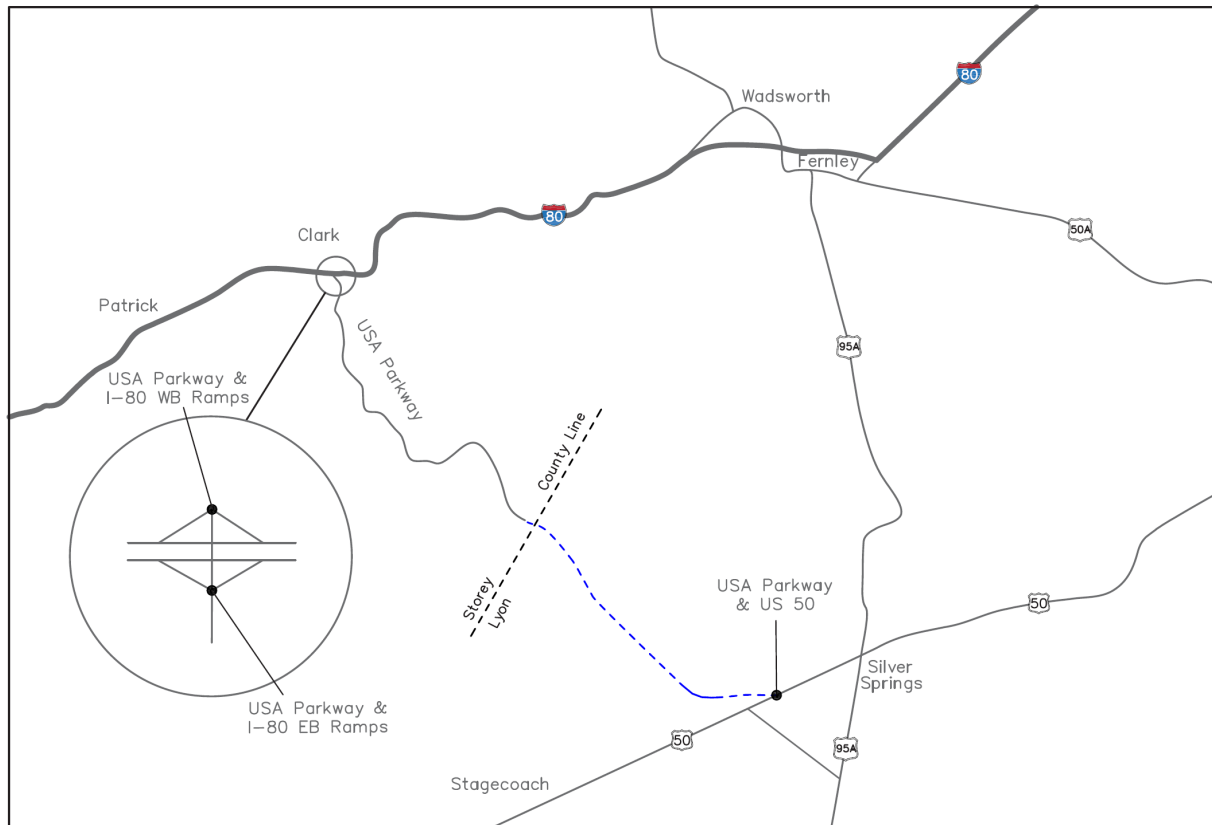 Wadsworth
80
Fernley
80
50A
Clark
Patrick
USA Parkway
95A
USA Parkway &
I-80 WB Ramps
County Line
Storey
Lyon
USA Parkway
& US 50
50
Silver
Springs
USA Parkway &
I-80 EB Ramps
50
95A
Stagecoach